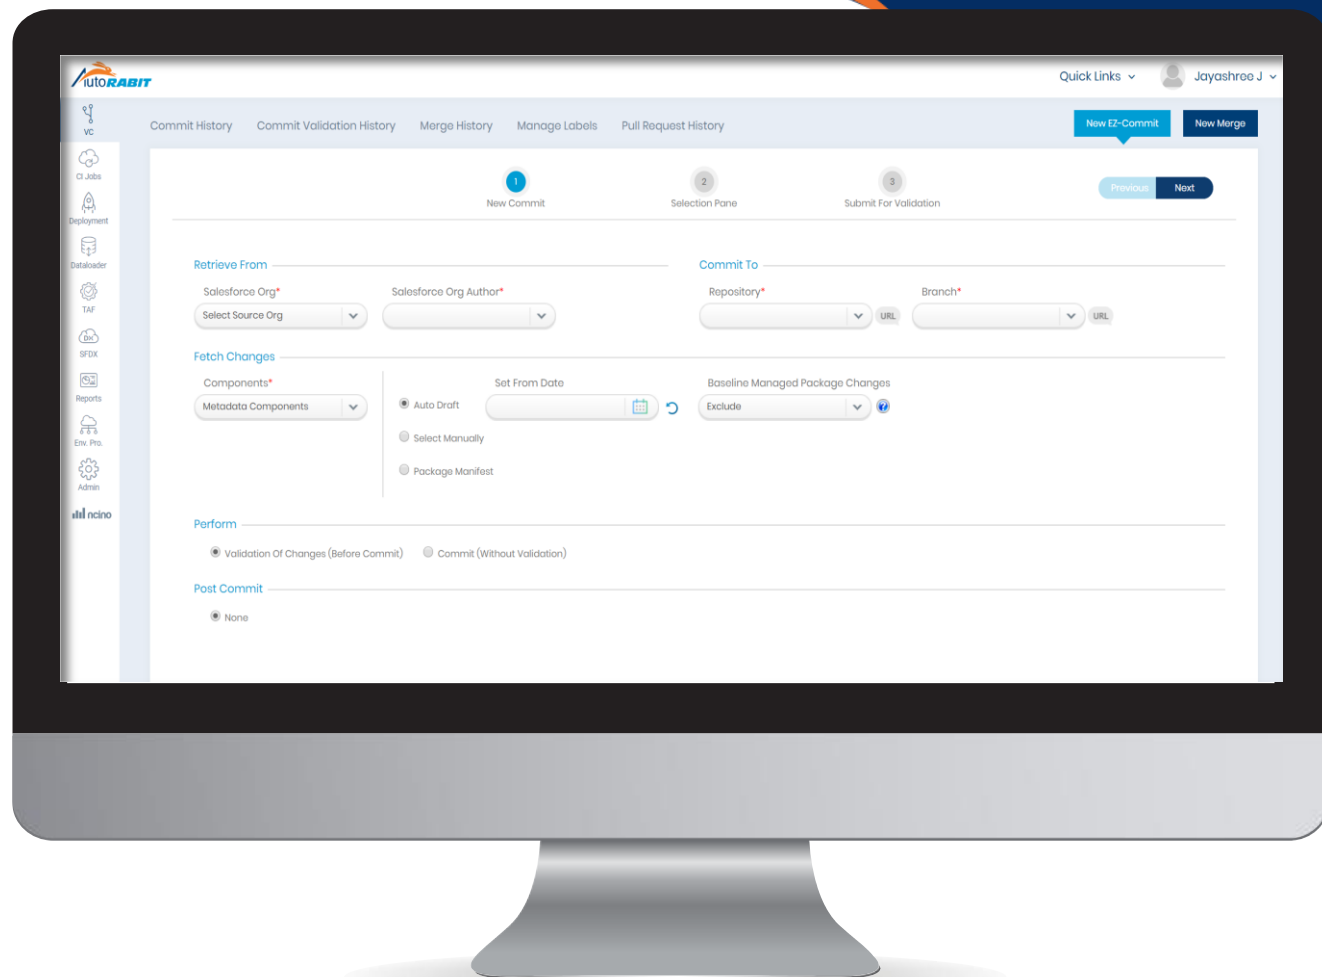 AutoRABIT
Quick Links
Jayashree J
VC
CI Jobs
Deployment
Dataloader
TAF
DX
SFDX
Reports
Env. Pro.
Admin
ncino
Commit History Commit Validation History Merge History Manage Labels Pull Request History
New EZ-Commit New Merge
1 2 3
New Commit Selection Pane Submit For Validation
Previous Next
Retrieve From
Salesforce Org* Salesforce Org Author*
Select Source Org
Commit To
Repository* Branch*
URL URL
Fetch Changes
Components* Set From Date Baseline Managed Package Changes
Metadata Components Auto Draft Exclude
Select Manually
Package Manifest
Perform
Validation Of Changes (Before Commit) Commit (Without Validation)
Post Commit
None